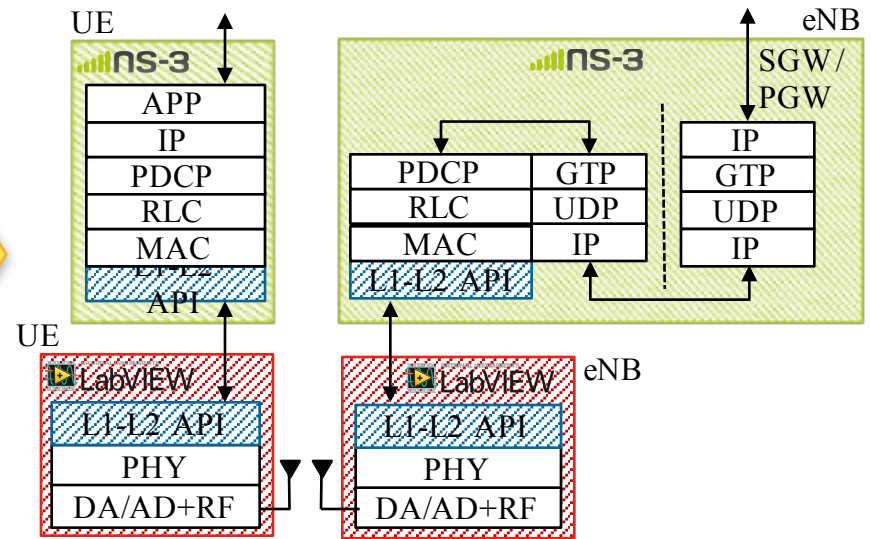 UE
ns-3
APP
IP
PDCP
RLC
MAC
L1-L2
API
eNB
ns-3
SGW/
PGW
PDCP
RLC
MAC
L1-L2 API
GTP
UDP
IP
IP
GTP
UDP
IP
UE
LabVIEW
L1-L2 API
PHY
DA/AD+RF
eNB
LabVIEW
L1-L2 API
PHY
DA/AD+RF